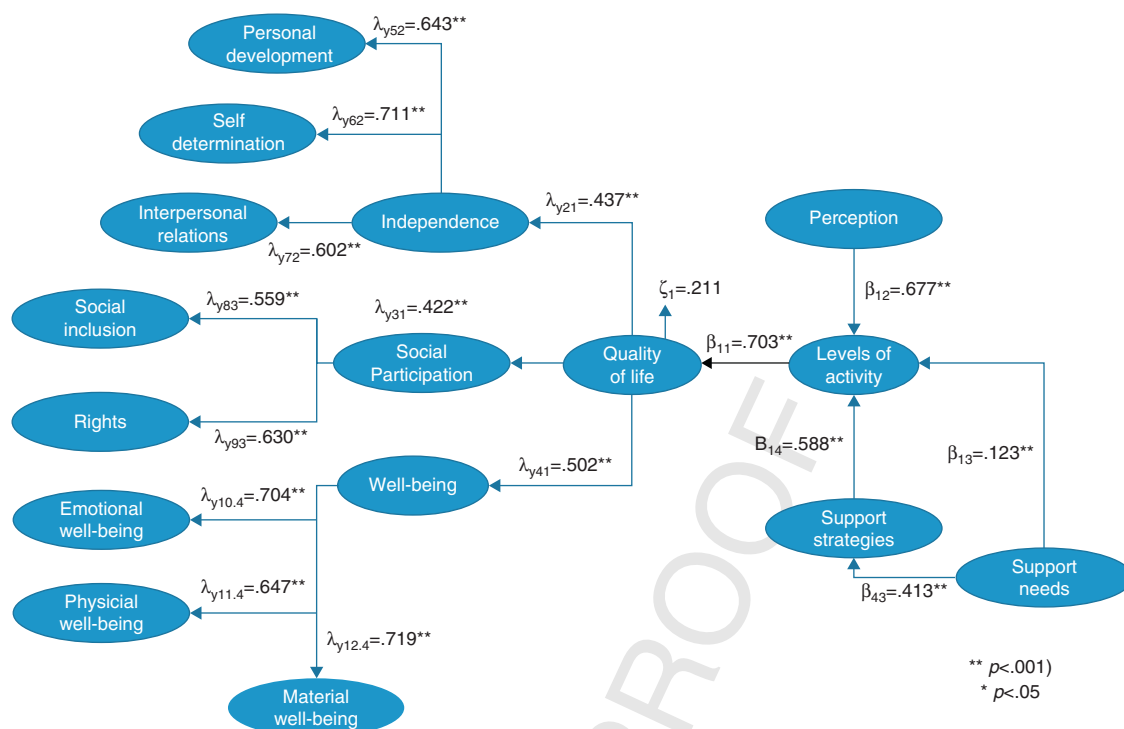 λy52=.643**
Personal
development
Self
determination
λy62=.711**
Interpersonal
relations
λy72=.602**
Independence
λy21=.437**
Perception
β12=.677**
Social
inclusion
λy83=.559**
λy31=.422**
Social
Participation
ζ1=.211
Quality
of life
β11=.703**
Levels of
activity
Rights
λy93=.630**
B14=.588**
β13=.123**
λy41=.502**
Well-being
Emotional
well-being
λy10.4=.704**
Support
strategies
Physicial
well-being
λy11.4=.647**
β43=.413**
Support
needs
λy12.4=.719**
Material
well-being
** p<.001)
* p<.05
PROOF